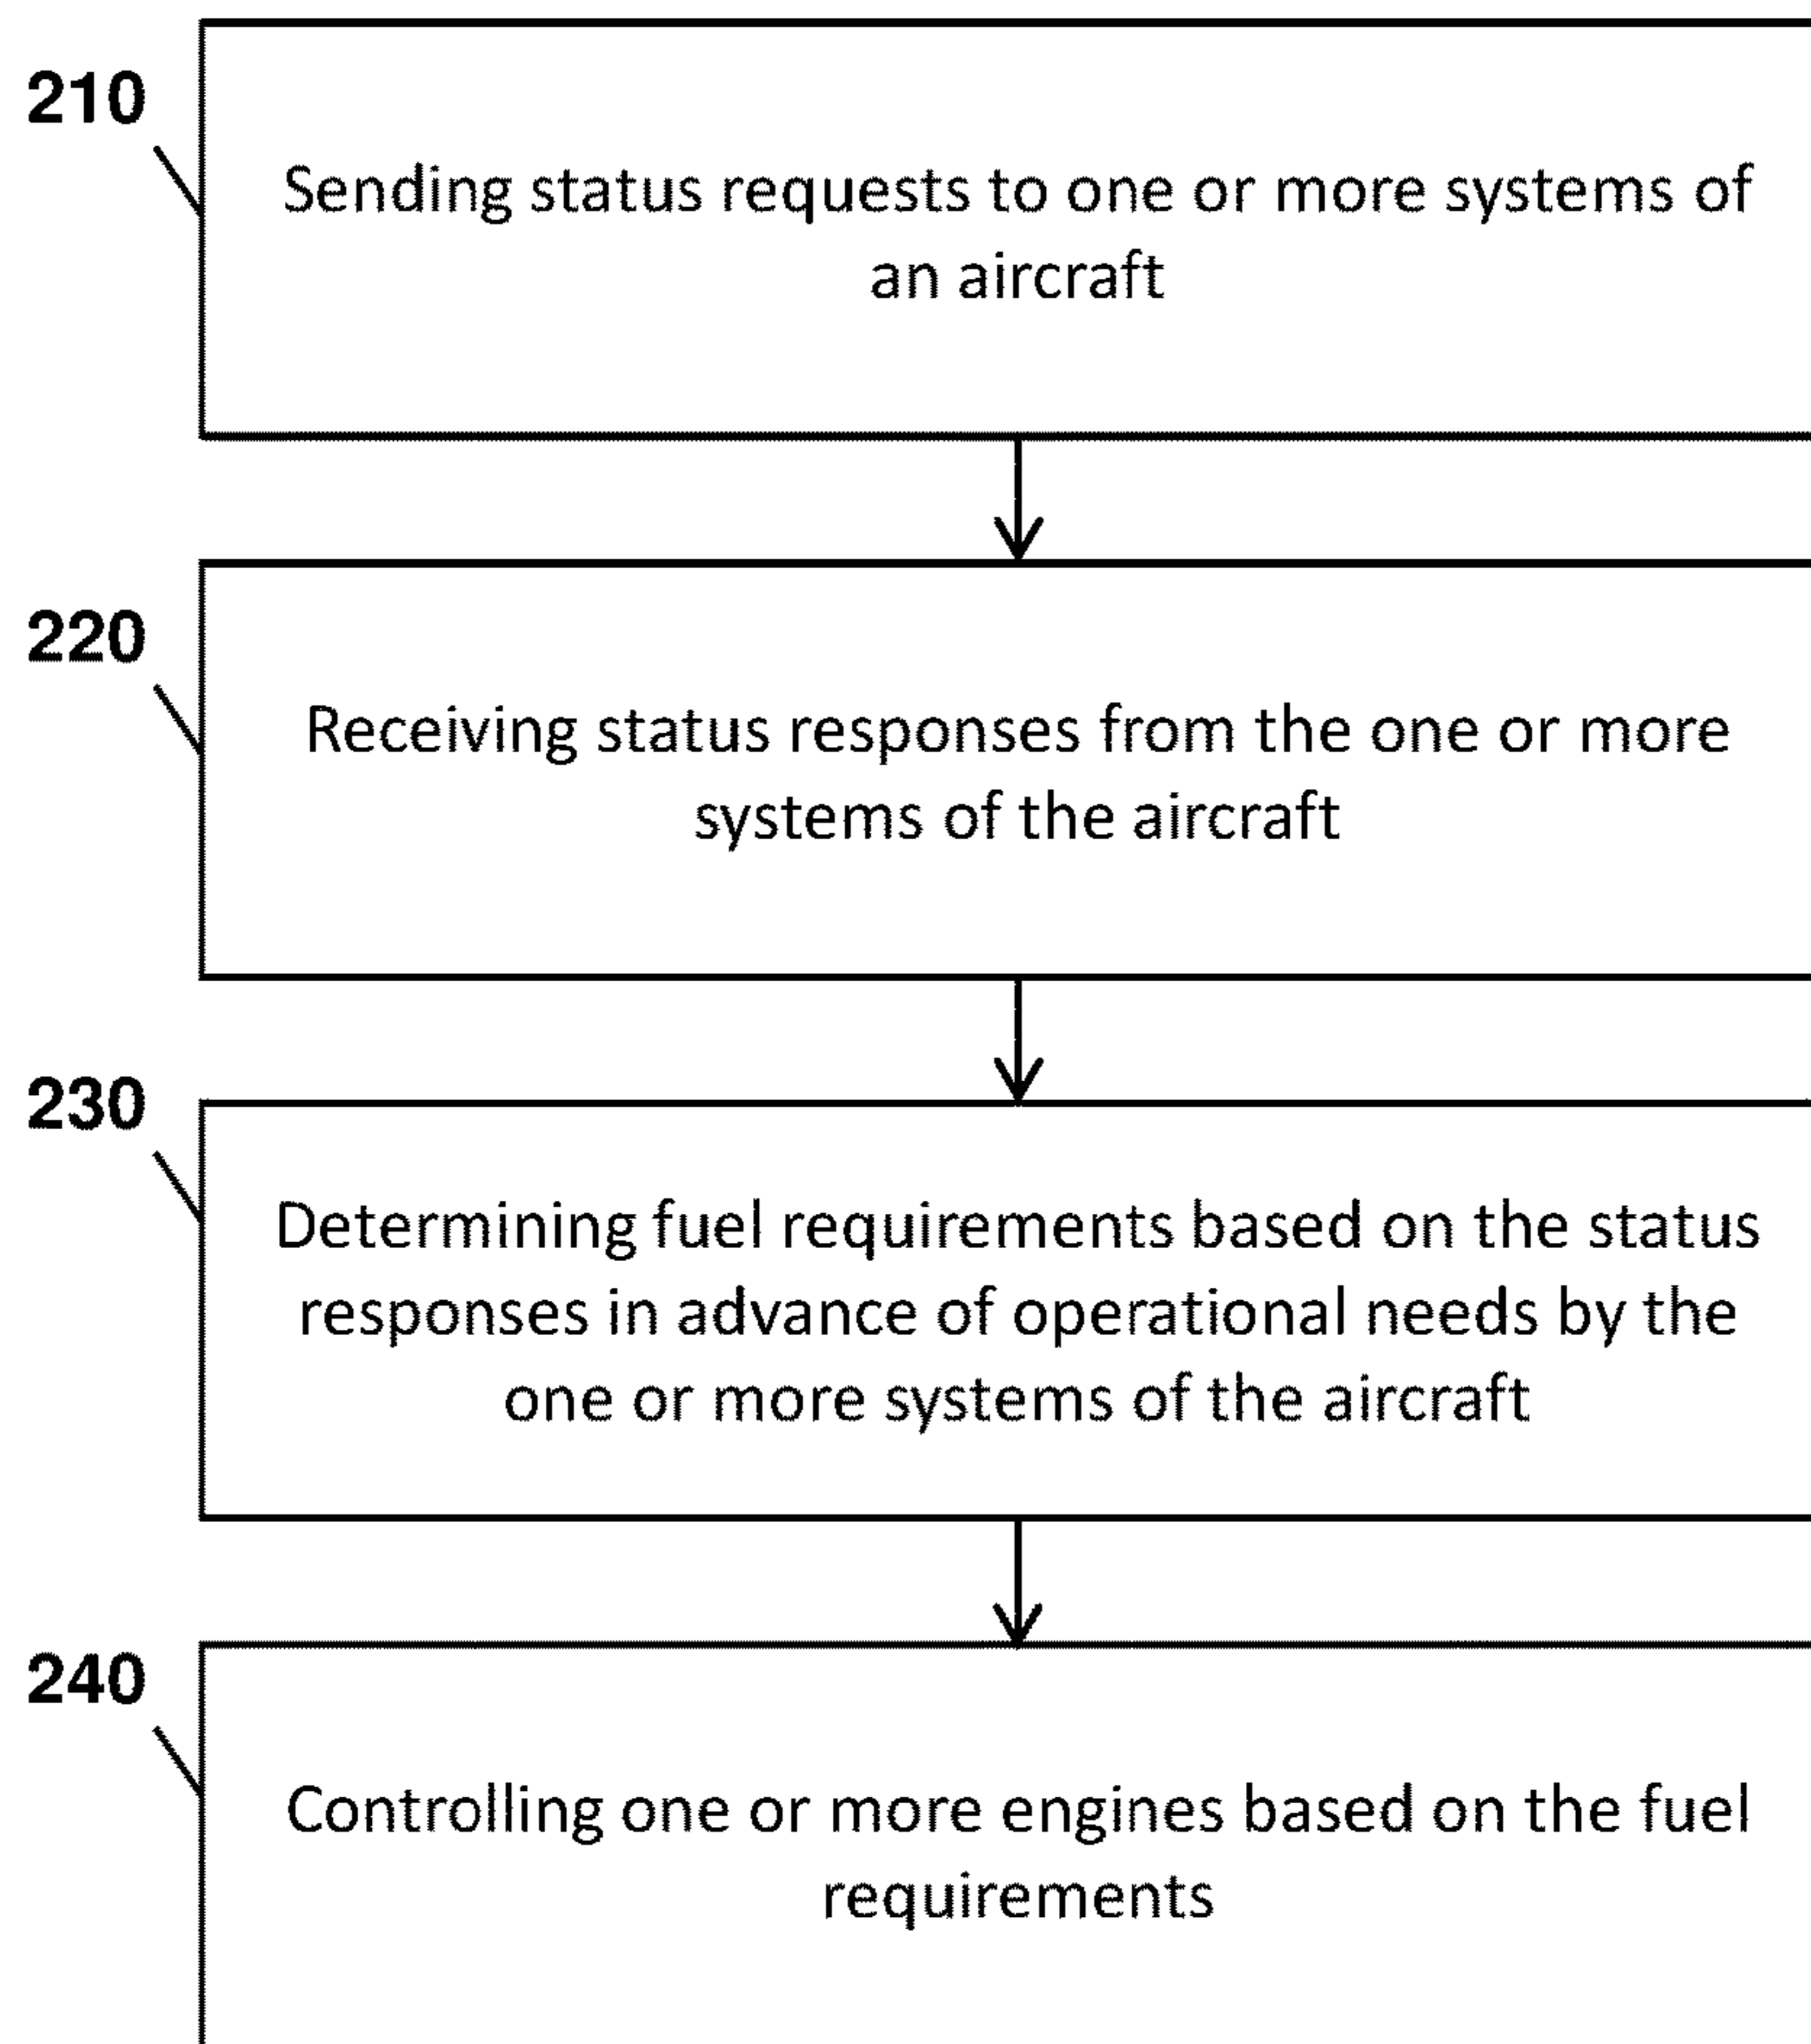 210
Sending status requests to one or more systems of
an aircraft
220
Receiving status responses from the one or more
systems of the aircraft
230
Determining fuel requirements based on the status
responses in advance of operational needs by the
one or more systems of the aircraft
240
Controlling one or more engines based on the fuel
requirements